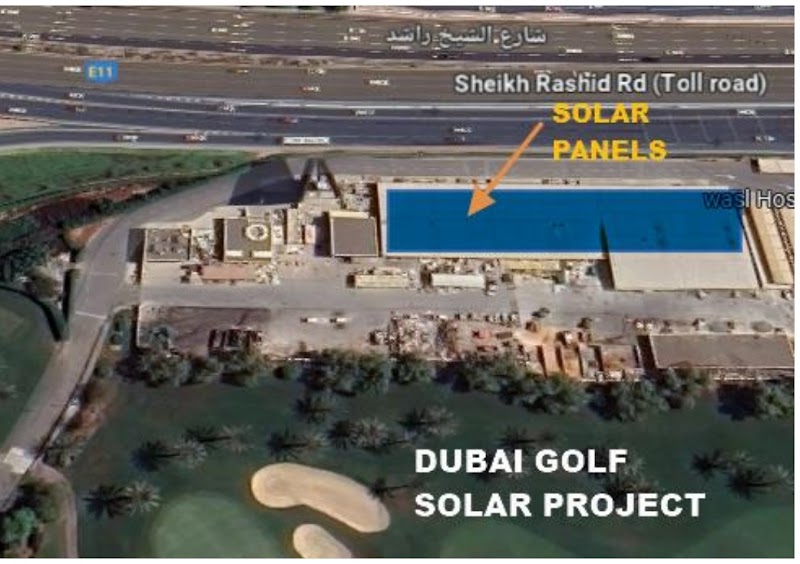 شارع الشيخ راشد
E11
Sheikh Rashid Rd (Toll road)
SOLAR
PANELS
wasl Hos
DUBAI GOLF
SOLAR PROJECT